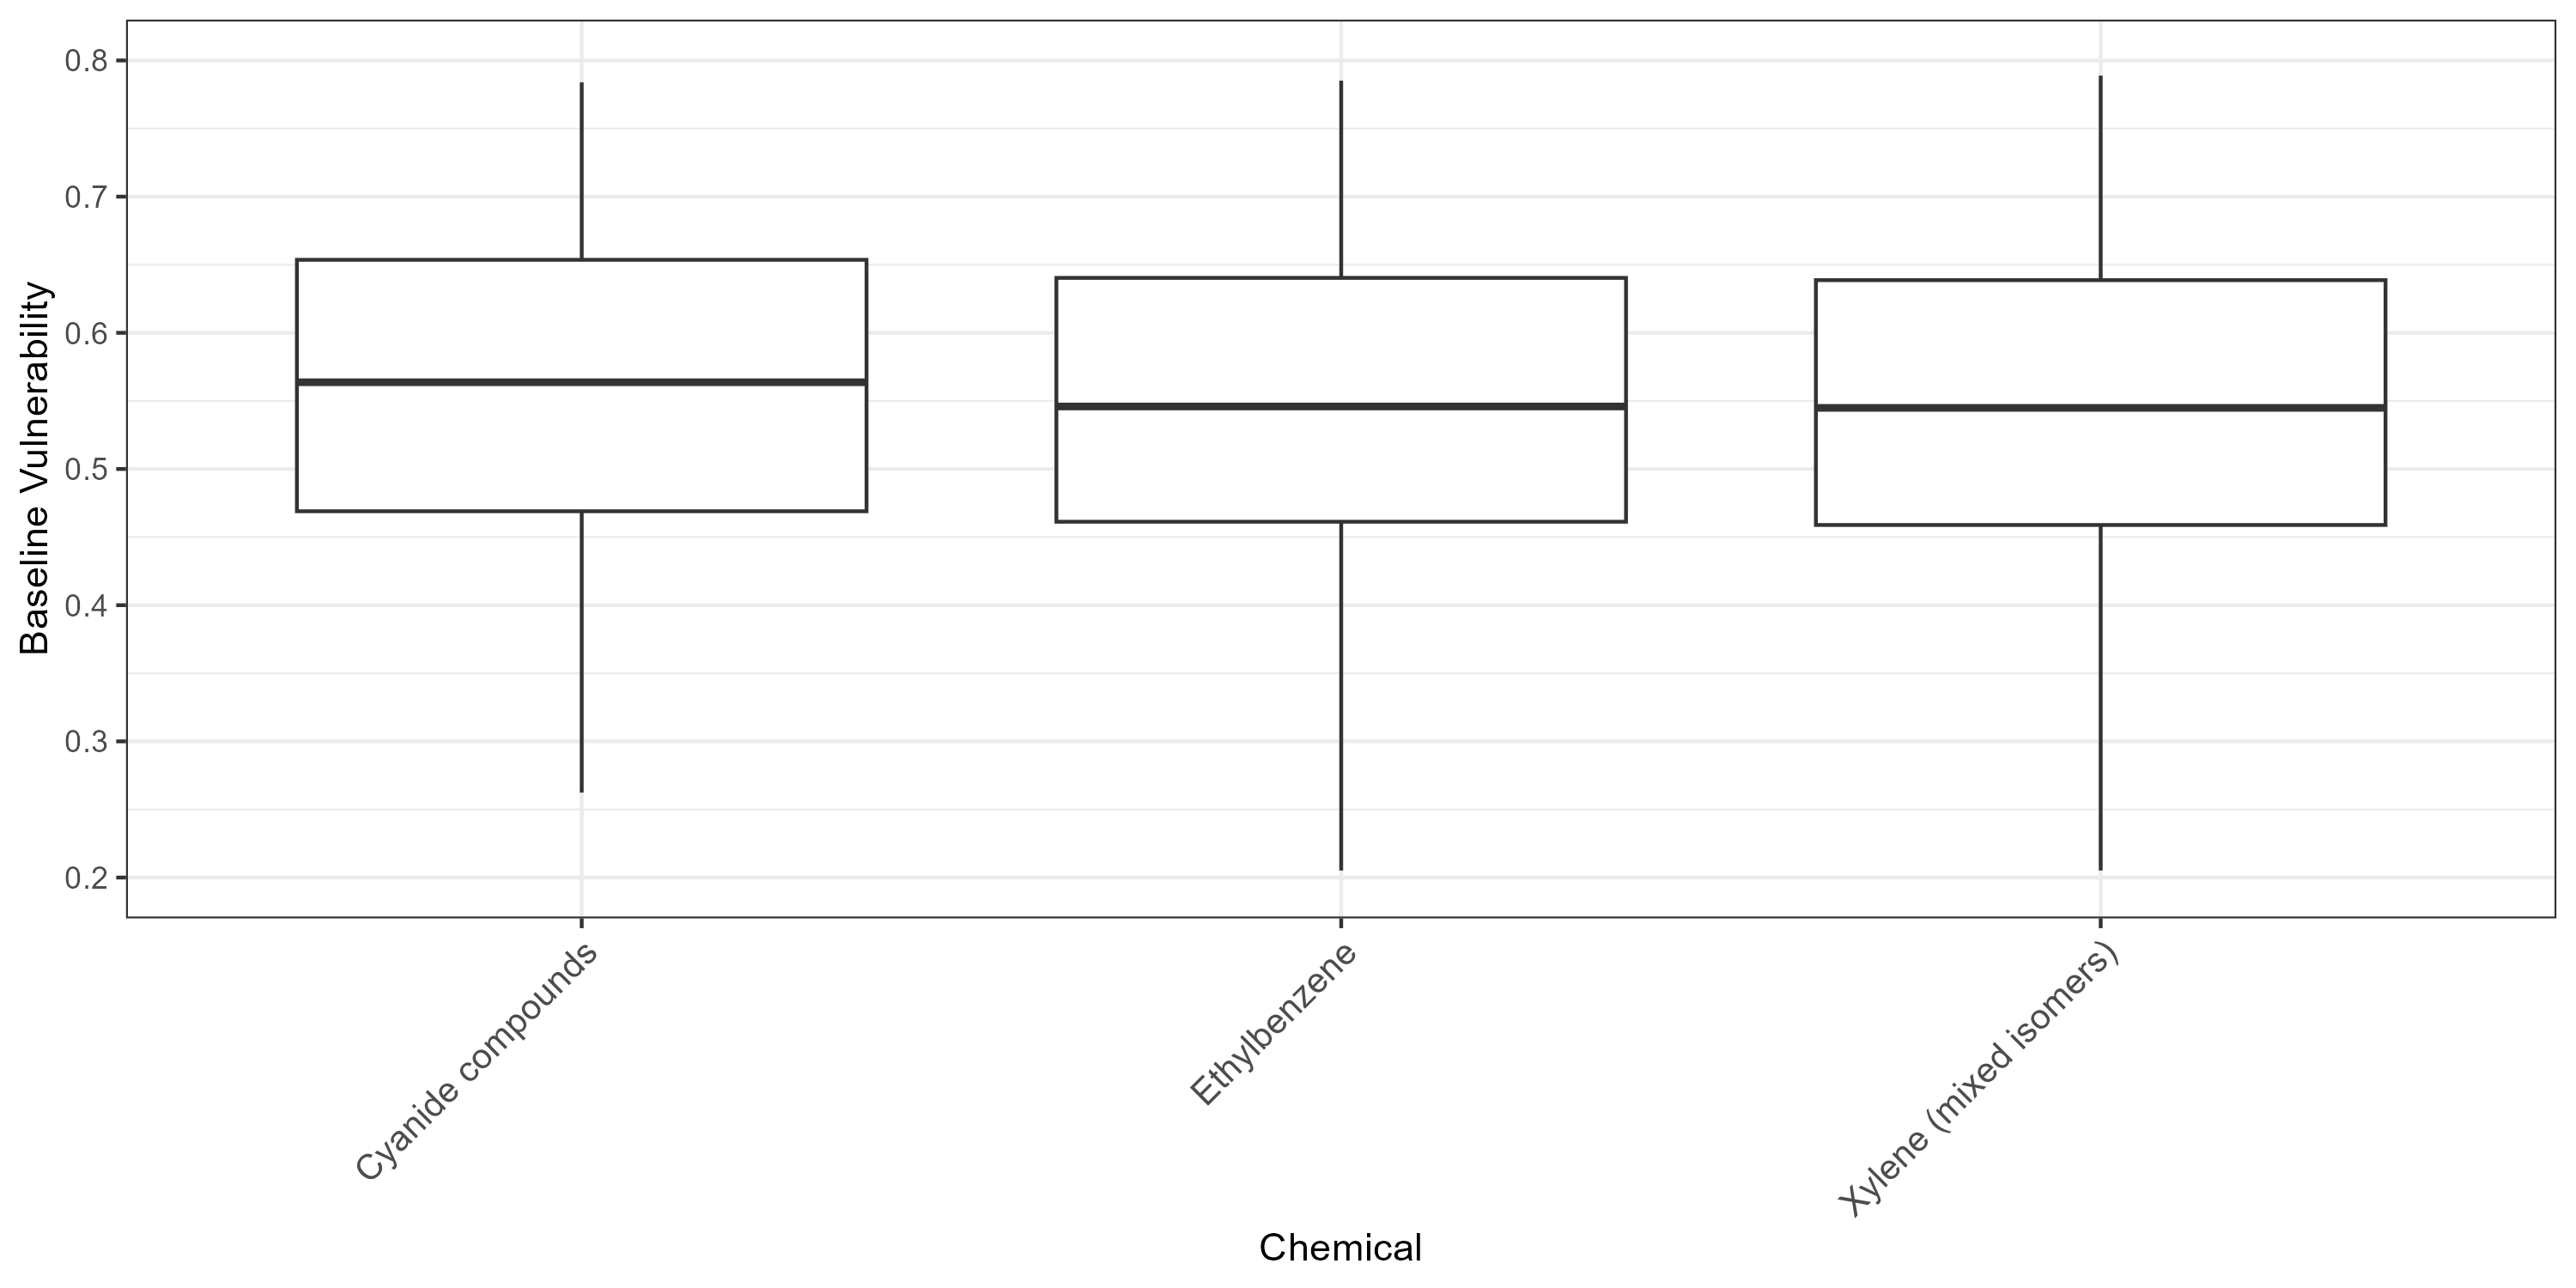 Baseline Vulnerability
0.8
0.7
0.6
0.5
0.4
0.3
0.2
Cyanide compounds
Ethylbenzene
Xylene (mixed isomers)
Chemical